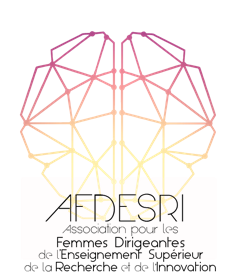 AFDESRI
Association pour les
Femmes Dirigeantes
de l'Enseignement Supérieur
de la Recherche et de l'Innovation